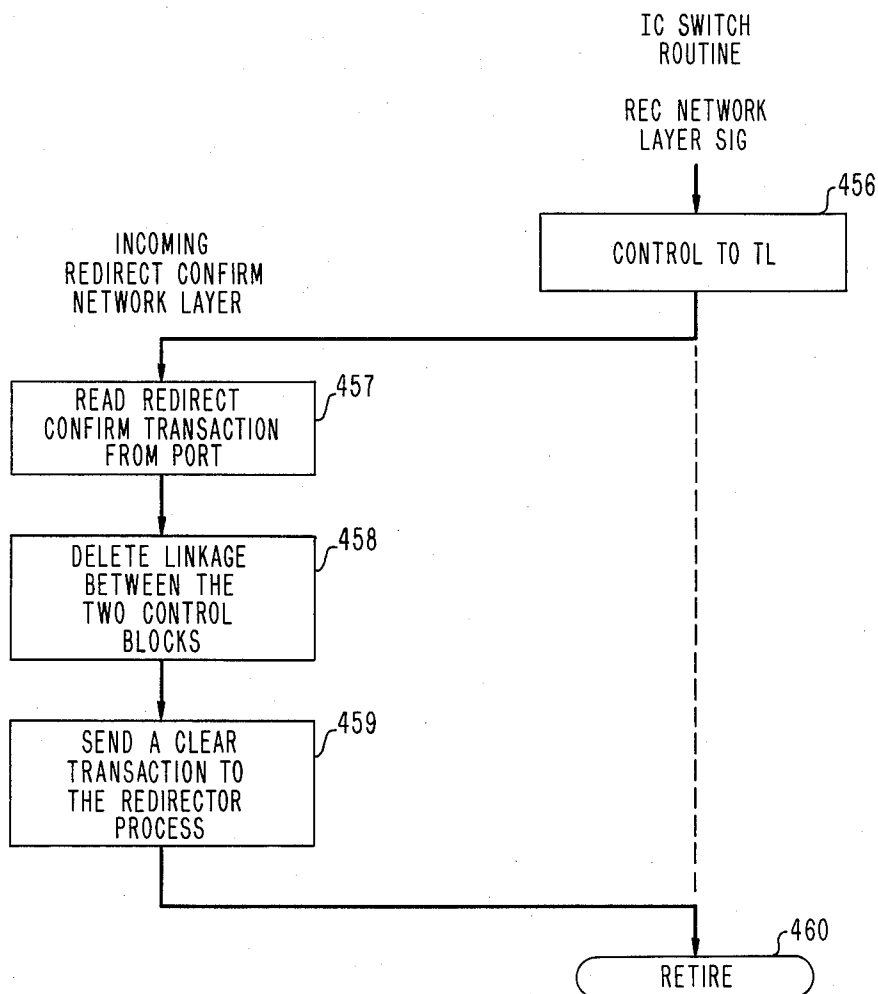 IC SWITCH
ROUTINE
REC NETWORK
LAYER SIG
456
CONTROL TO TL
INCOMING
REDIRECT CONFIRM
NETWORK LAYER
457
READ REDIRECT
CONFIRM TRANSACTION
FROM PORT
458
DELETE LINKAGE
BETWEEN THE
TWO CONTROL
BLOCKS
459
SEND A CLEAR
TRANSACTION TO
THE REDIRECTOR
PROCESS
460
RETIRE